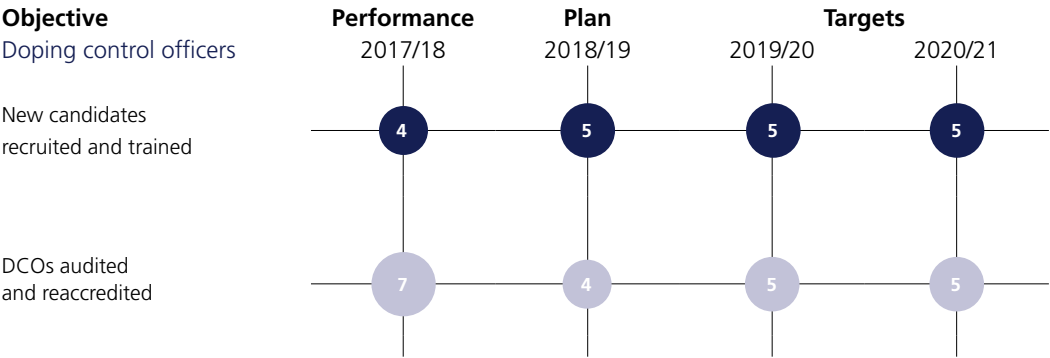 Objective Performance Plan Targets
Doping control officers 2017/18 2018/19 2019/20 2020/21
New candidates
recruited and trained
4 5 5 5
DCOs audited
and reaccredited
7 4 5 5